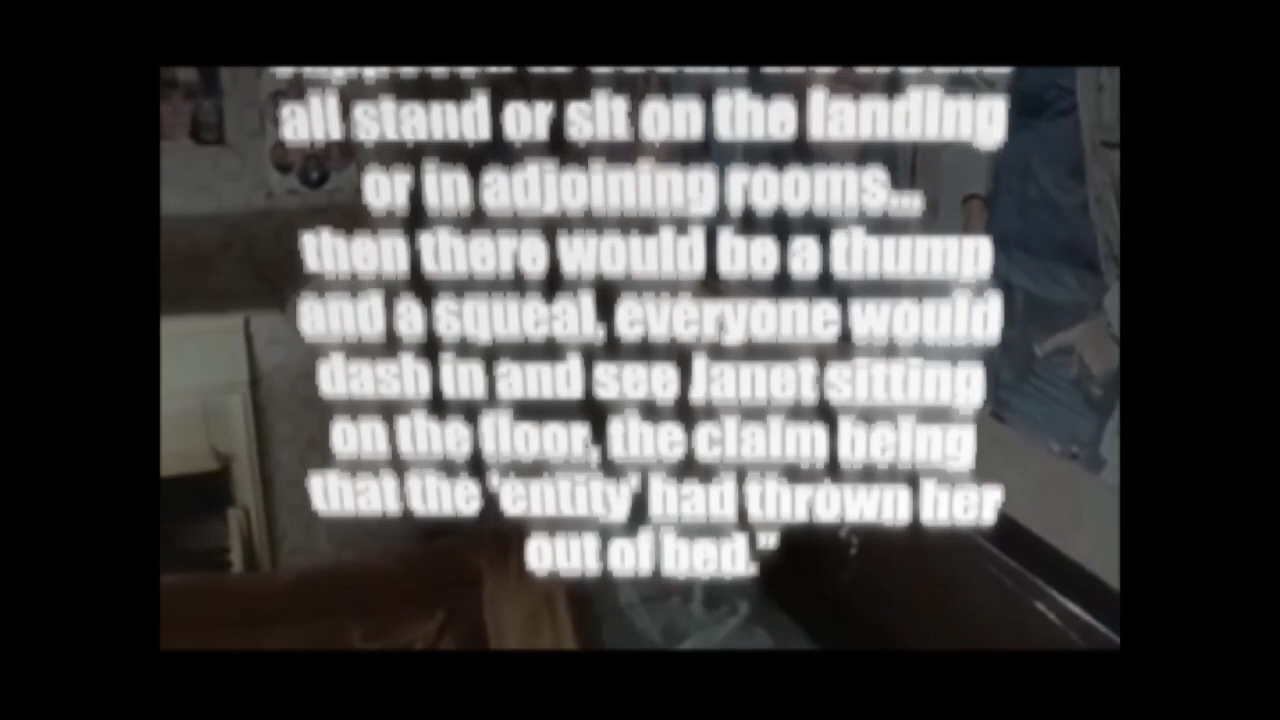 all stand or sit on the landing
or in adjoining rooms...
then there would be a thump
and a squeal, everyone would
dash in and see Janet sitting
on the floor, the claim being
that the 'entity' had thrown her
out of bed."